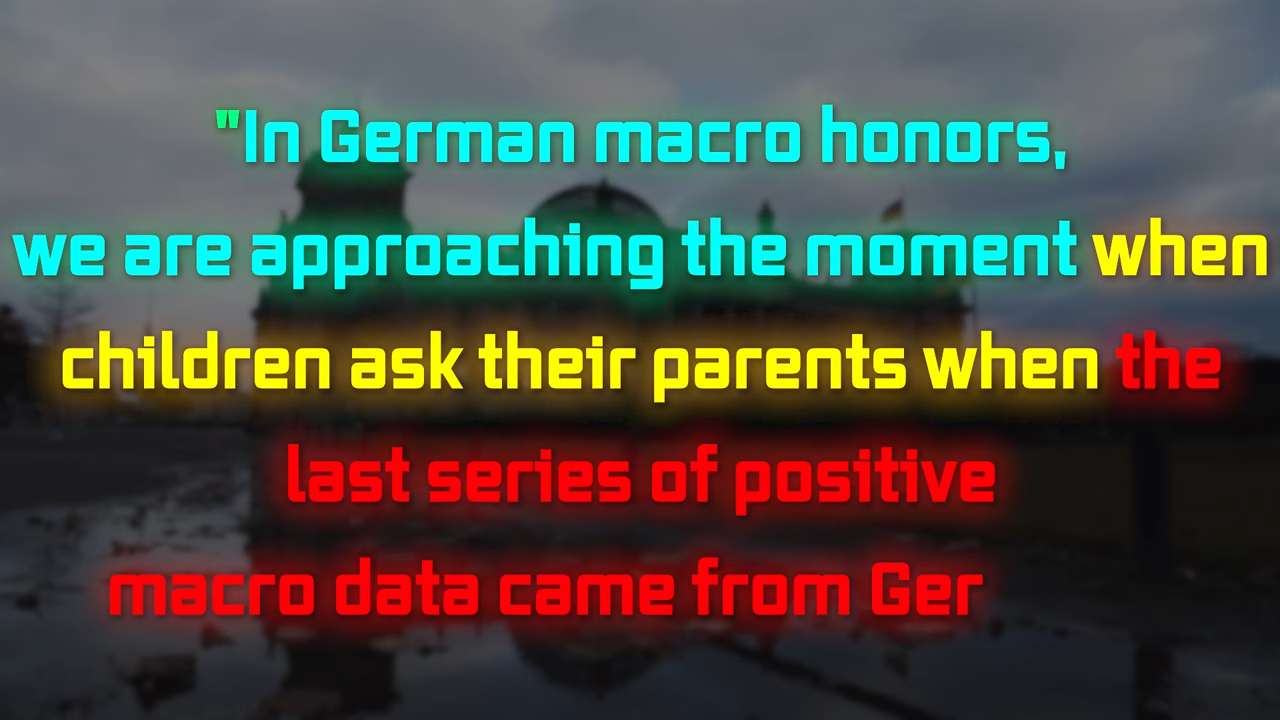 "In German macro honors,
we are approaching the moment when
children ask their parents when the
last series of positive
macro data came from Ger